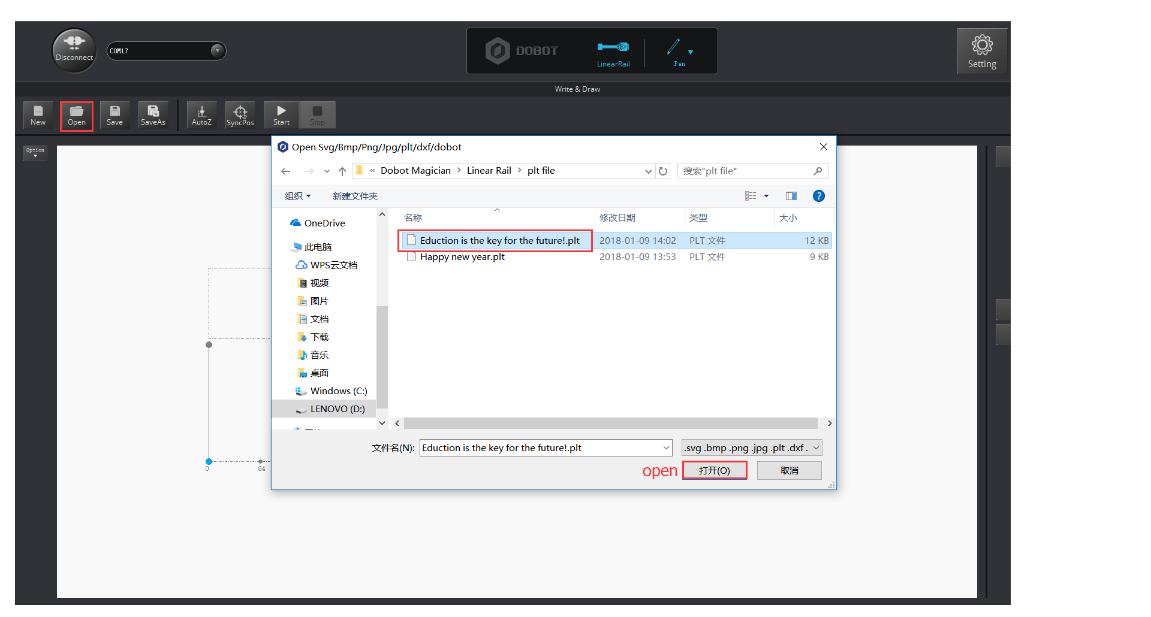 Disconnect
COM17
DOBOT
LinearRail
Pen
Setting
Write & Draw
New
Open
Save
SaveAs
AutoZ
SyncPos
Start
Stop
Option
Open Svg/Bmp/Png/Jpg/plt/dxf/dobot
« Dobot Magician > Linear Rail > plt file
搜索"plt file"
组织
新建文件夹
名称
修改日期
类型
大小
OneDrive
此电脑
WPS云文档
视频
图片
文档
下载
音乐
桌面
Windows (C:)
LENOVO (D:)
Eduction is the key for the future!.plt 2018-01-09 14:02 PLT 文件 12 KB
Happy new year.plt 2018-01-09 13:53 PLT 文件 9 KB
文件名(N): Eduction is the key for the future!.plt
.svg .bmp .png .jpg .plt .dxf .
open
打开(O)
取消
0
64